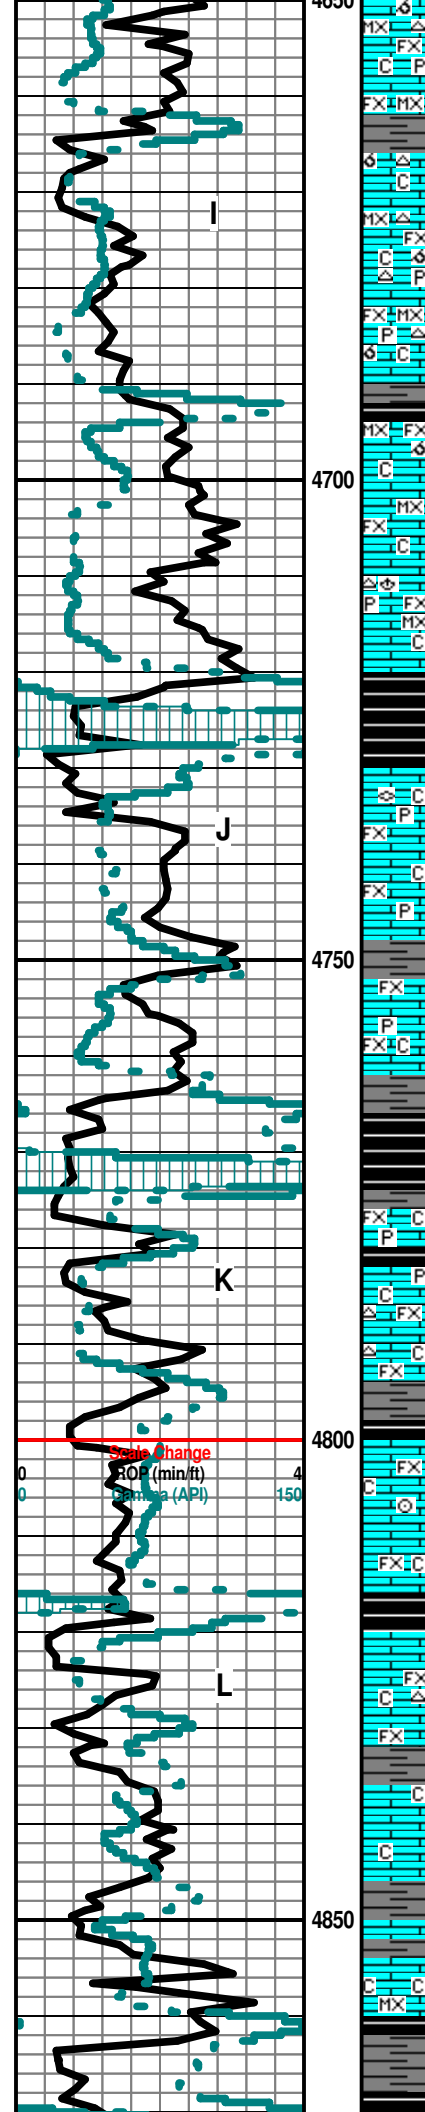 4650
MX
FX
C P
FX MX
C
I
MX
FX
C
P
FX MX
P
C
MX FX
C
4700
MX
FX
C
P FX
MX
C
C
P
J
FX
C
FX
P
4750
FX
P
FX C
FX C
P
K
P
C
FX
C
FX
4800
Scale Change
0 ROP (min/ft) 4
0 Gamma (API) 150
FX
C
FX C
L
FX
C
FX
C
C
4850
C C
MX